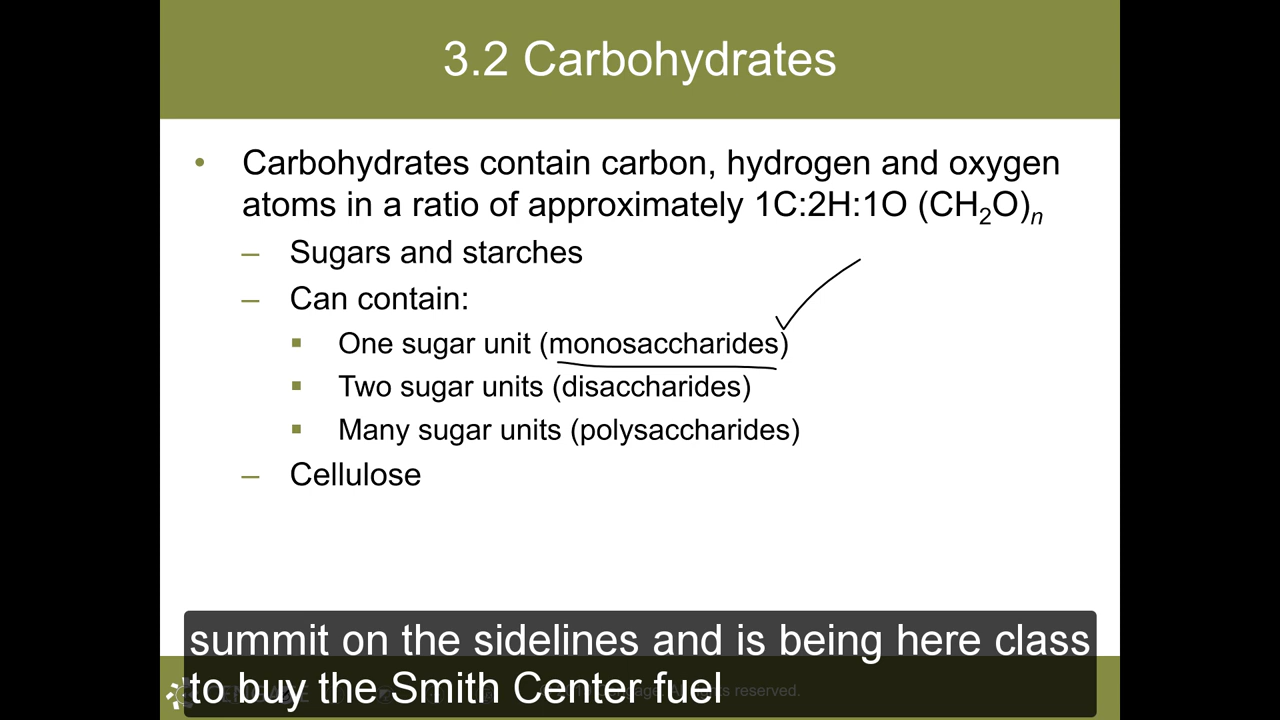 3.2 Carbohydrates
• Carbohydrates contain carbon, hydrogen and oxygen
atoms in a ratio of approximately 1C:2H:1O (CH₂O)ₙ
– Sugars and starches
– Can contain:
▪ One sugar unit (monosaccharides)
▪ Two sugar units (disaccharides)
▪ Many sugar units (polysaccharides)
– Cellulose
summit on the sidelines and is being here class
to buy the Smith Center fuel
reserved.